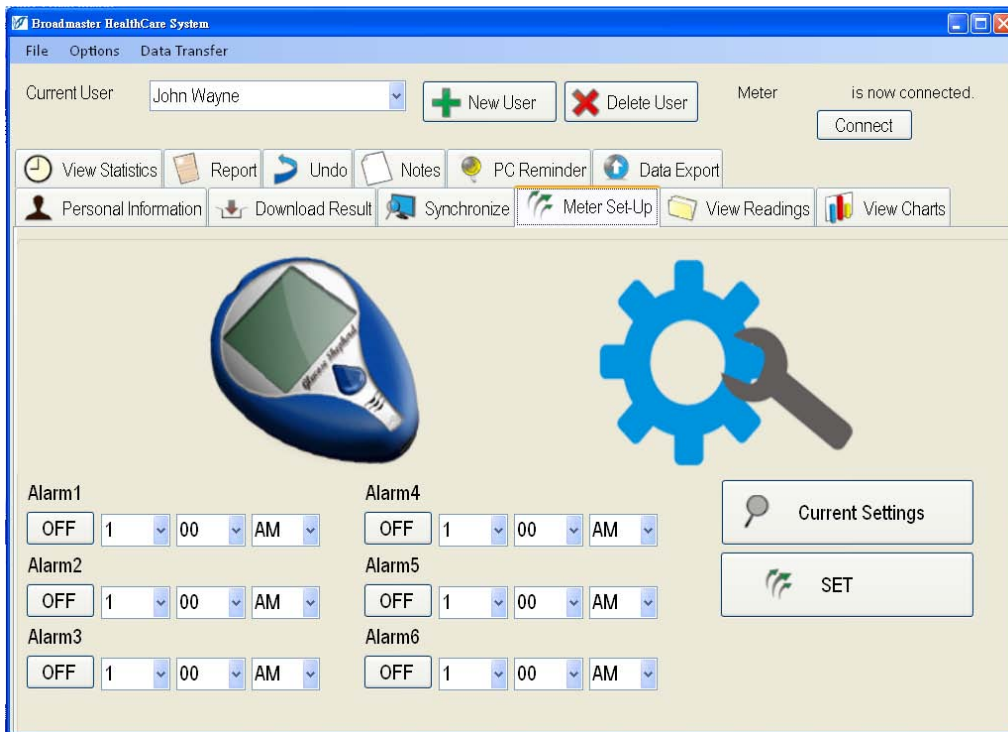 Broadmaster HealthCare System
File Options Data Transfer
Current User John Wayne New User Delete User Meter is now connected.
Connect
View Statistics Report Undo Notes PC Reminder Data Export
Personal Information Download Result Synchronize Meter Set-Up View Readings View Charts
Glucose Shepherd
Alarm1 Alarm4
OFF 1 00 AM OFF 1 00 AM
Current Settings
Alarm2 Alarm5
OFF 1 00 AM OFF 1 00 AM
SET
Alarm3 Alarm6
OFF 1 00 AM OFF 1 00 AM